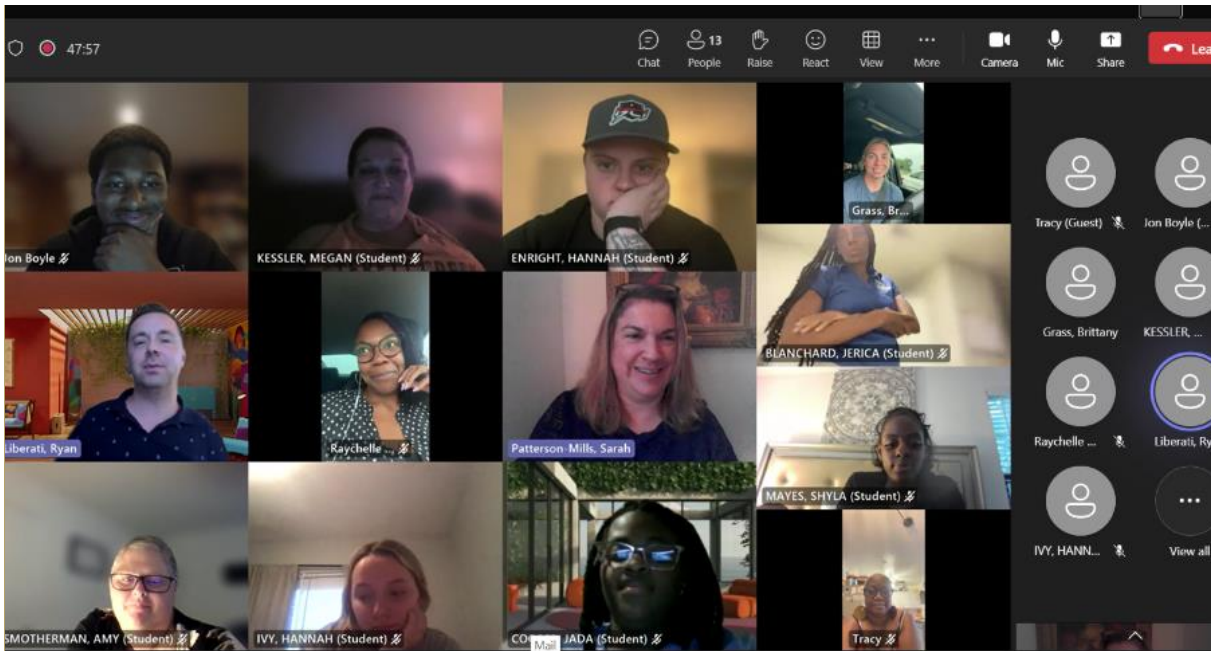 47:57
13
Chat People Raise React View More Camera Mic Share Lea
Jon Boyle
KESSLER, MEGAN (Student)
ENRIGHT, HANNAH (Student)
Grass, Br...
BLANCHARD, JERICA (Student)
Liberati, Ryan
Raychelle ...
Patterson-Mills, Sarah
MAYES, SHYLA (Student)
SMOTHERMAN, AMY (Student)
IVY, HANNAH (Student)
JADA (Student)
Mail
Tracy
Tracy (Guest)
Jon Boyle (...
Grass, Brittany
KESSLER, ...
Raychelle ...
Liberati, Ry
IVY, HANN...
View all